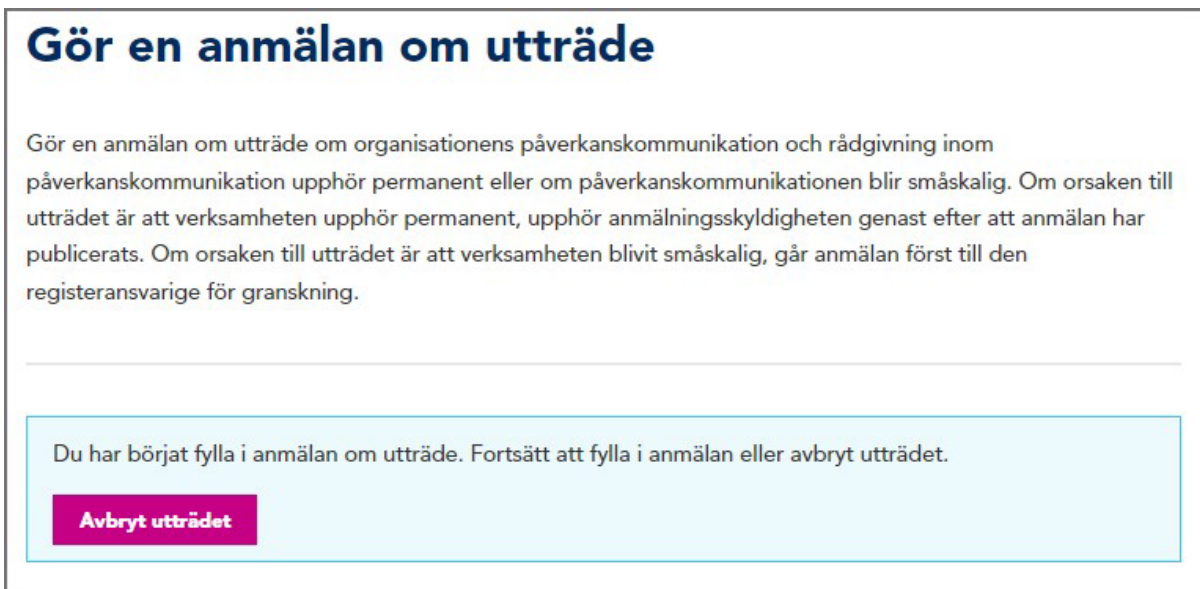 Gör en anmälan om utträde
Gör en anmälan om utträde om organisationens påverkanskommunikation och rådgivning inom
påverkanskommunikation upphör permanent eller om påverkanskommunikationen blir småskalig. Om orsaken till
utträdet är att verksamheten upphör permanent, upphör anmälningsskyldigheten genast efter att anmälan har
publicerats. Om orsaken till utträdet är att verksamheten blivit småskalig, går anmälan först till den
registeransvarige för granskning.
Du har börjat fylla i anmälan om utträde. Fortsätt att fylla i anmälan eller avbryt utträdet.
Avbryt utträdet